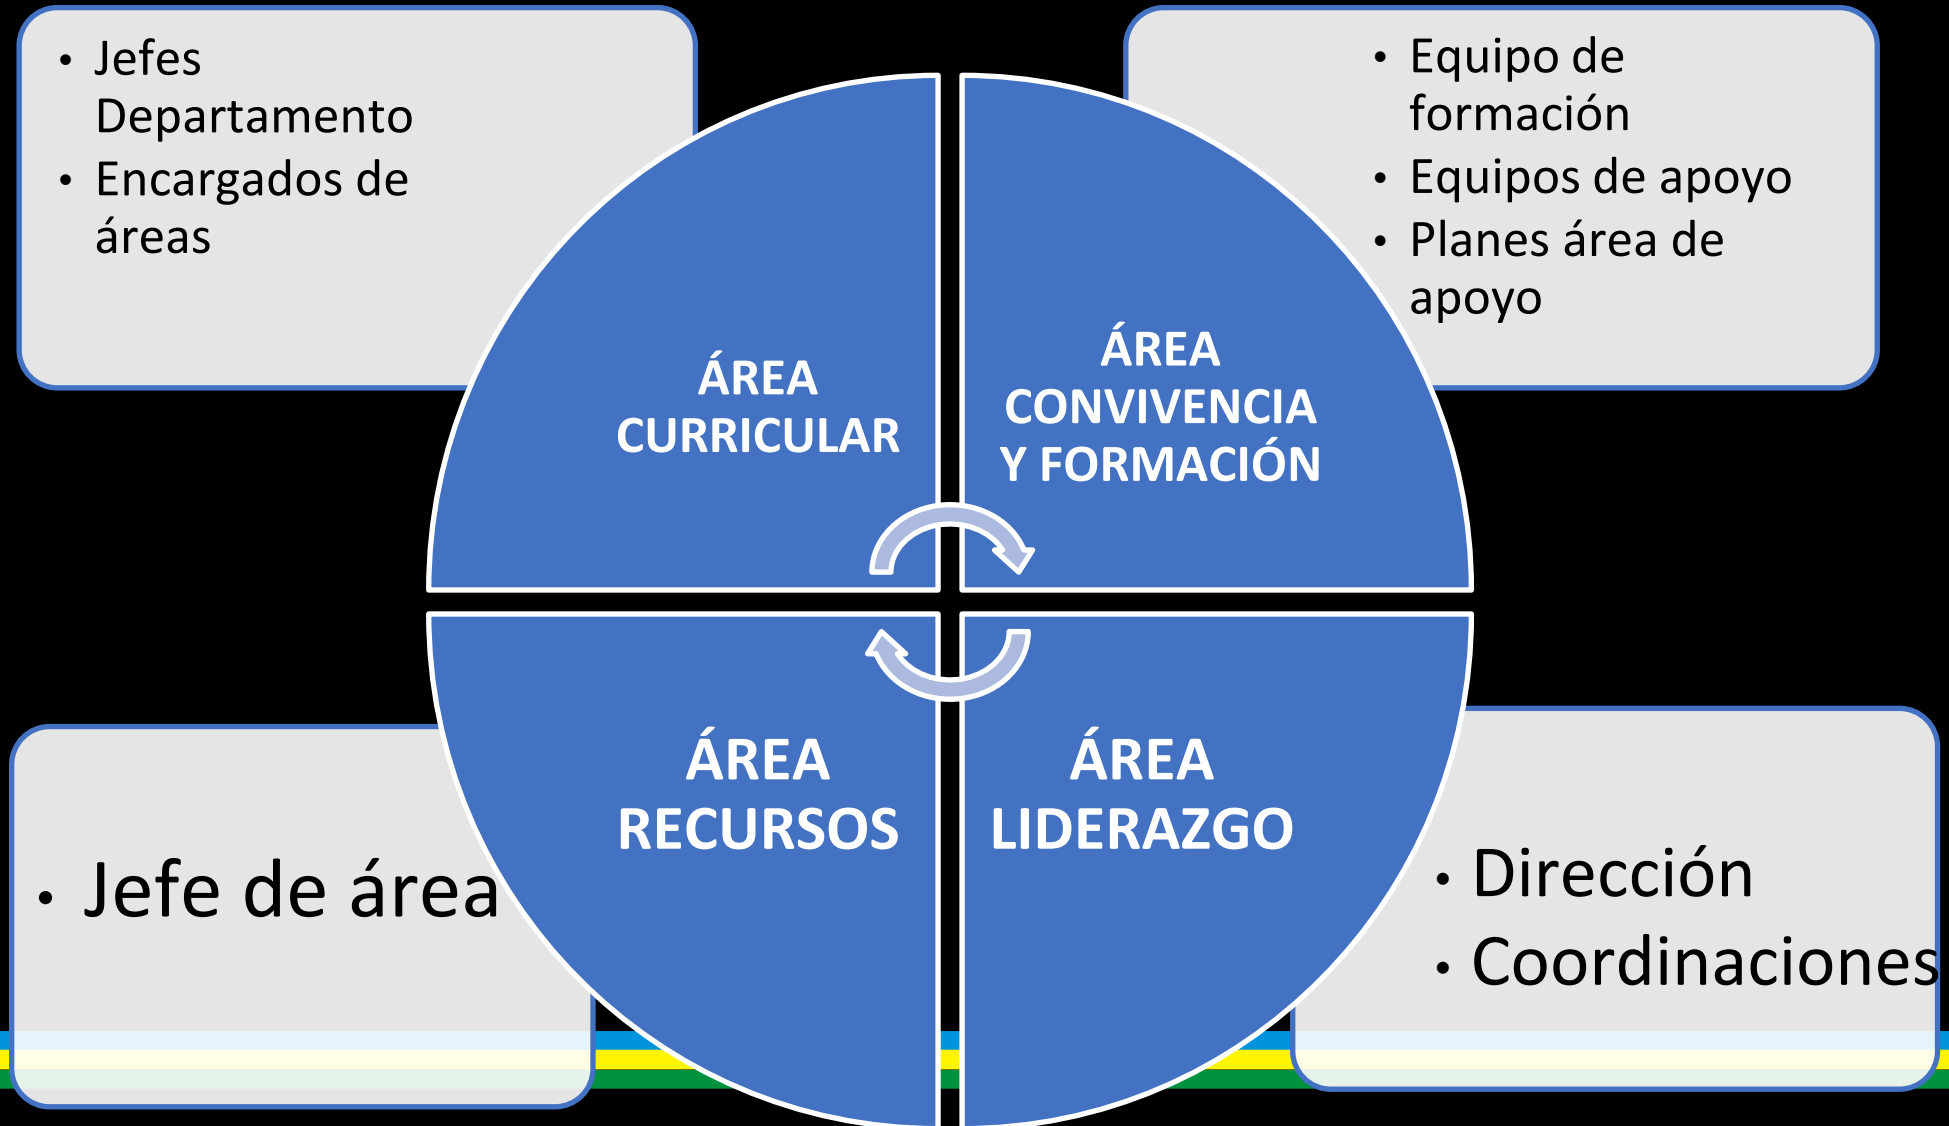 • Jefes
Departamento
• Encargados de
áreas
• Equipo de
formación
• Equipos de apoyo
• Planes área de
apoyo
ÁREA
CURRICULAR
ÁREA
CONVIVENCIA
Y FORMACIÓN
ÁREA
RECURSOS
ÁREA
LIDERAZGO
• Jefe de área
• Dirección
• Coordinaciones